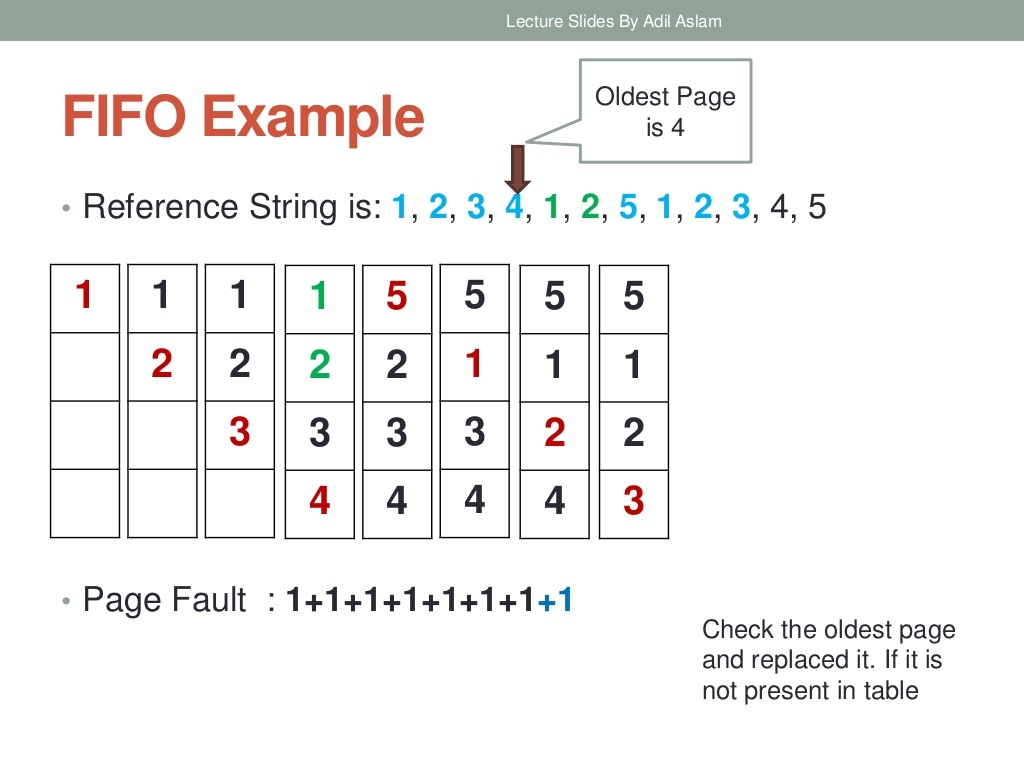 Lecture Slides By Adil Aslam
Oldest Page
is 4
FIFO Example
• Reference String is: 1, 2, 3, 4, 1, 2, 5, 1, 2, 3, 4, 5
1 1 1 1 5 5 5 5
2 2 2 2 1 1 1
3 3 3 3 2 2
4 4 4 4 3
• Page Fault : 1+1+1+1+1+1+1+1
Check the oldest page
and replaced it. If it is
not present in table